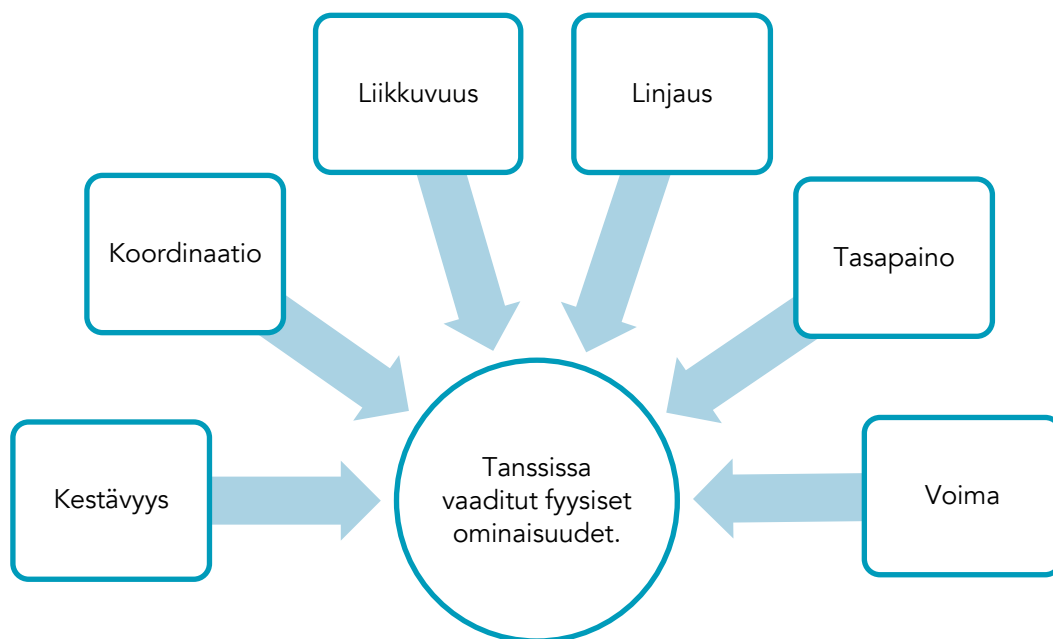 Liikkuvuus
Linjaus
Koordinaatio
Tasapaino
Kestävyys
Tanssissa
vaaditut fyysiset
ominaisuudet.
Voima